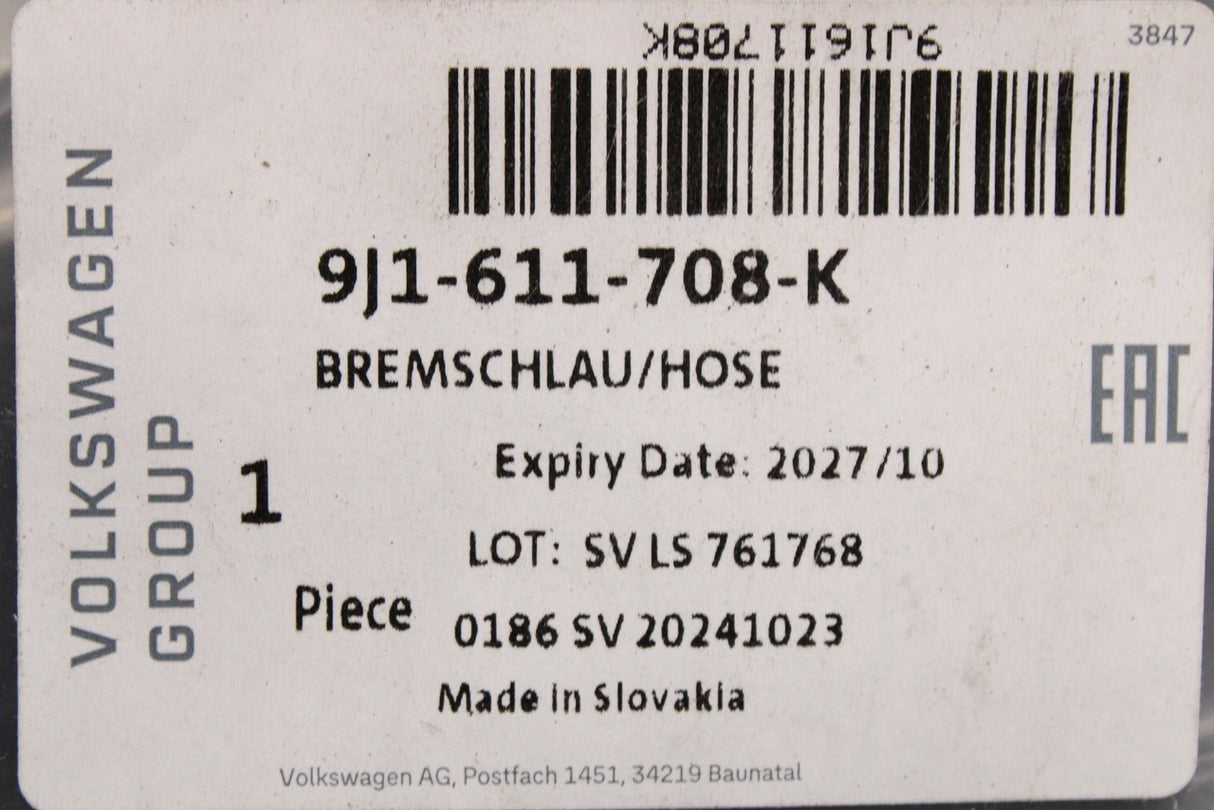 9J1611708K
3847
9J1-611-708-K
BREMSCHLAU/HOSE
EAC
Expiry Date: 2027/10
1
LOT: SV LS 761768
Piece
0186 SV 20241023
Made in Slovakia
VOLKSWAGEN
GROUP
Volkswagen AG, Postfach 1451, 34219 Baunatal